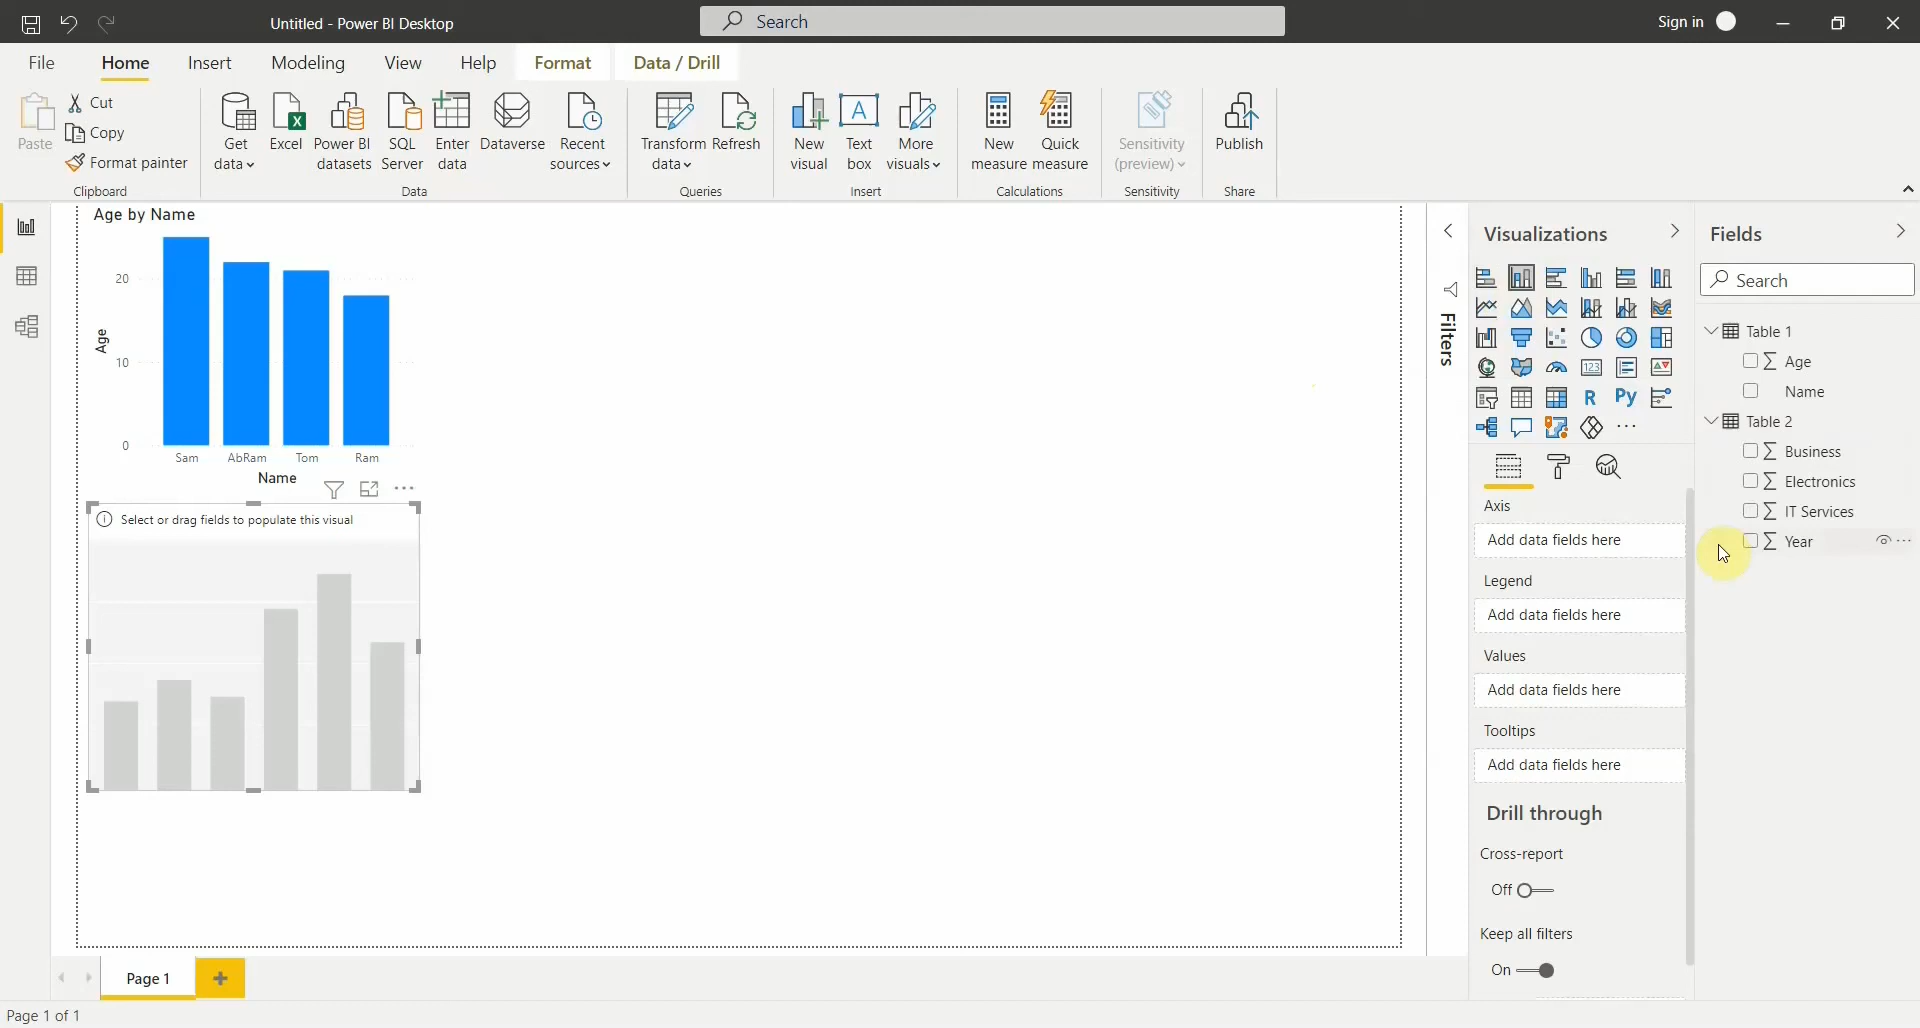 Untitled - Power BI Desktop
Search
Sign in
File
Home
Insert
Modeling
View
Help
Format
Data / Drill
Paste
Cut
Copy
Format painter
Clipboard
Get data
Excel
Power BI datasets
SQL Server
Enter data
Dataverse
Recent sources
Data
Transform data
Refresh
Queries
New visual
A
Text box
More visuals
Insert
New measure
Quick measure
Calculations
Sensitivity (preview)
Sensitivity
Publish
Share
Age by Name
Age
20
10
0
Sam
AbRam
Tom
Ram
Name
Select or drag fields to populate this visual
Filters
Visualizations
123
R
Py
Axis
Add data fields here
Legend
Add data fields here
Values
Add data fields here
Tooltips
Add data fields here
Drill through
Cross-report
Off
Keep all filters
On
Fields
Search
Table 1
Age
Name
Table 2
Business
Electronics
IT Services
Year
Page 1
Page 1 of 1